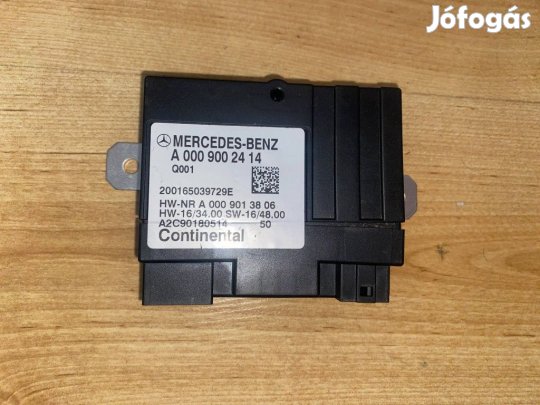 Jófogás
MERCEDES-BENZ
A 000 900 24 14
Q001
200165039729E
HW-NR A 000 901 38 06
HW-16/34.00 SW-16/48.00
A2C90180514 50
Continental